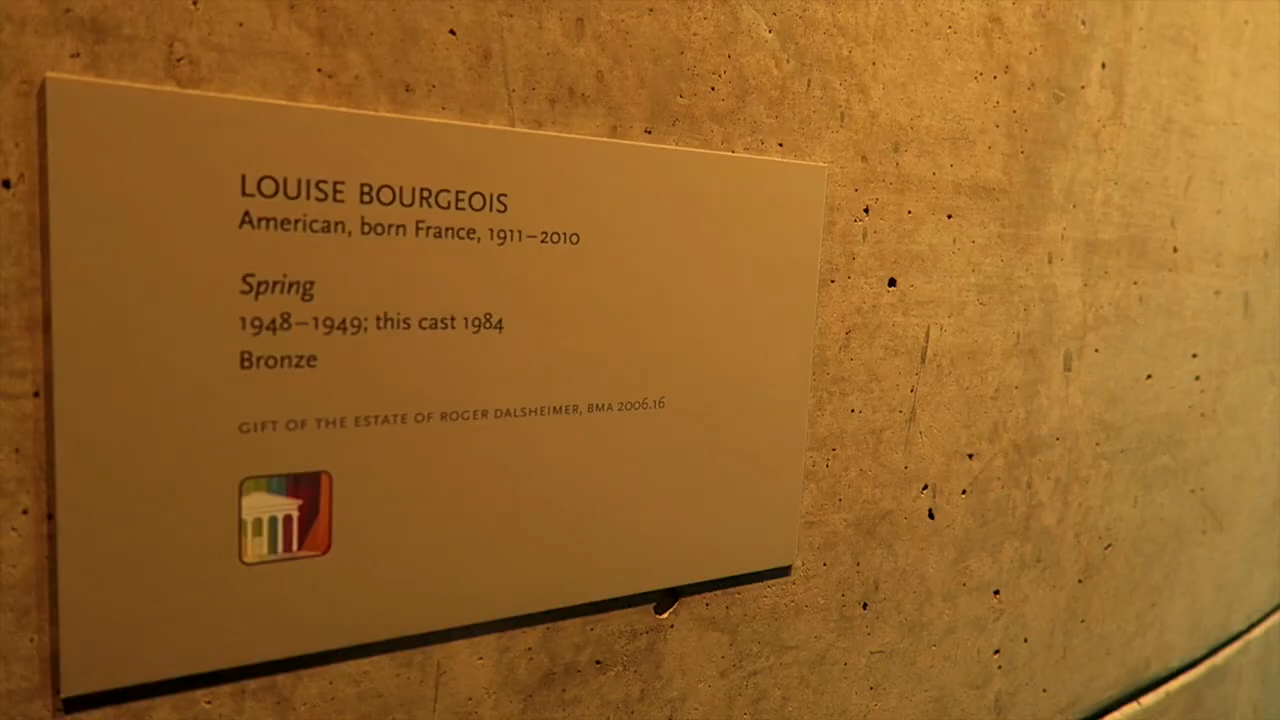 LOUISE BOURGEOIS
American, born France, 1911–2010
Spring
1948–1949; this cast 1984
Bronze
GIFT OF THE ESTATE OF ROGER DALSHEIMER, BMA 2006.16